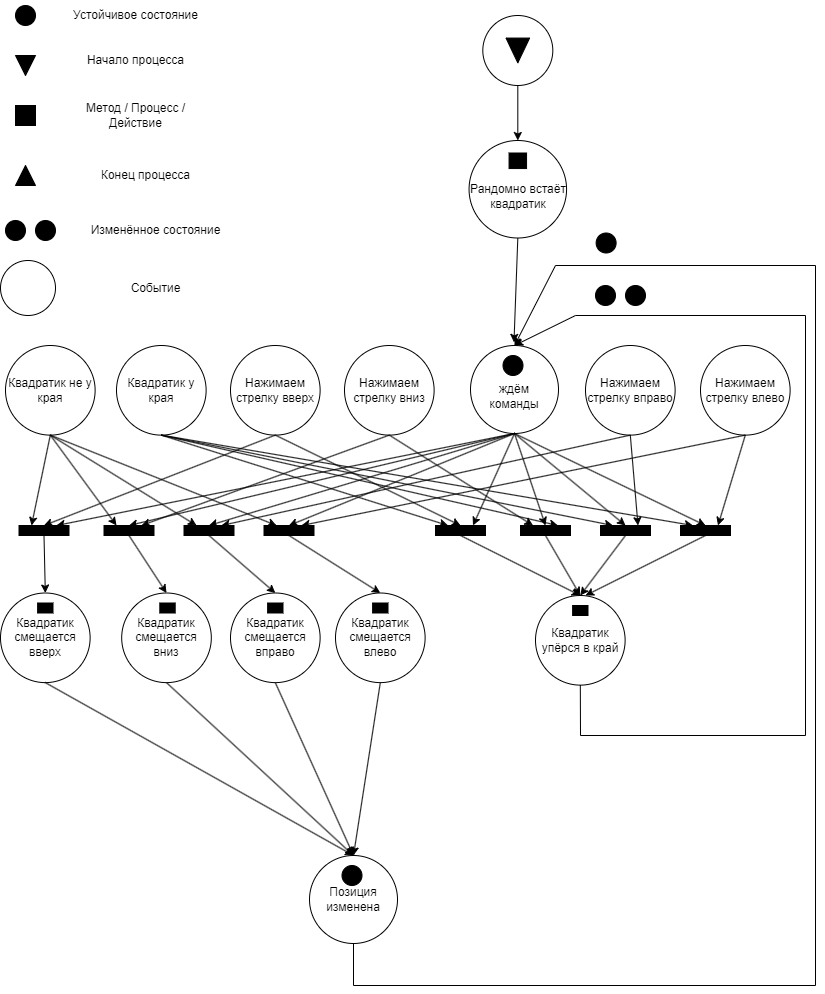 Устойчивое состояние
Начало процесса
Метод / Процесс /
Действие
Конец процесса
Изменённое состояние
Событие
Рандомно встаёт
квадратик
Квадратик не у
края
Квадратик у
края
Нажимаем
стрелку вверх
Нажимаем
стрелку вниз
ждём
команды
Нажимаем
стрелку вправо
Нажимаем
стрелку влево
Квадратик
смещается
вверх
Квадратик
смещается
вниз
Квадратик
смещается
вправо
Квадратик
смещается
влево
Квадратик
упёрся в край
Позиция
изменена